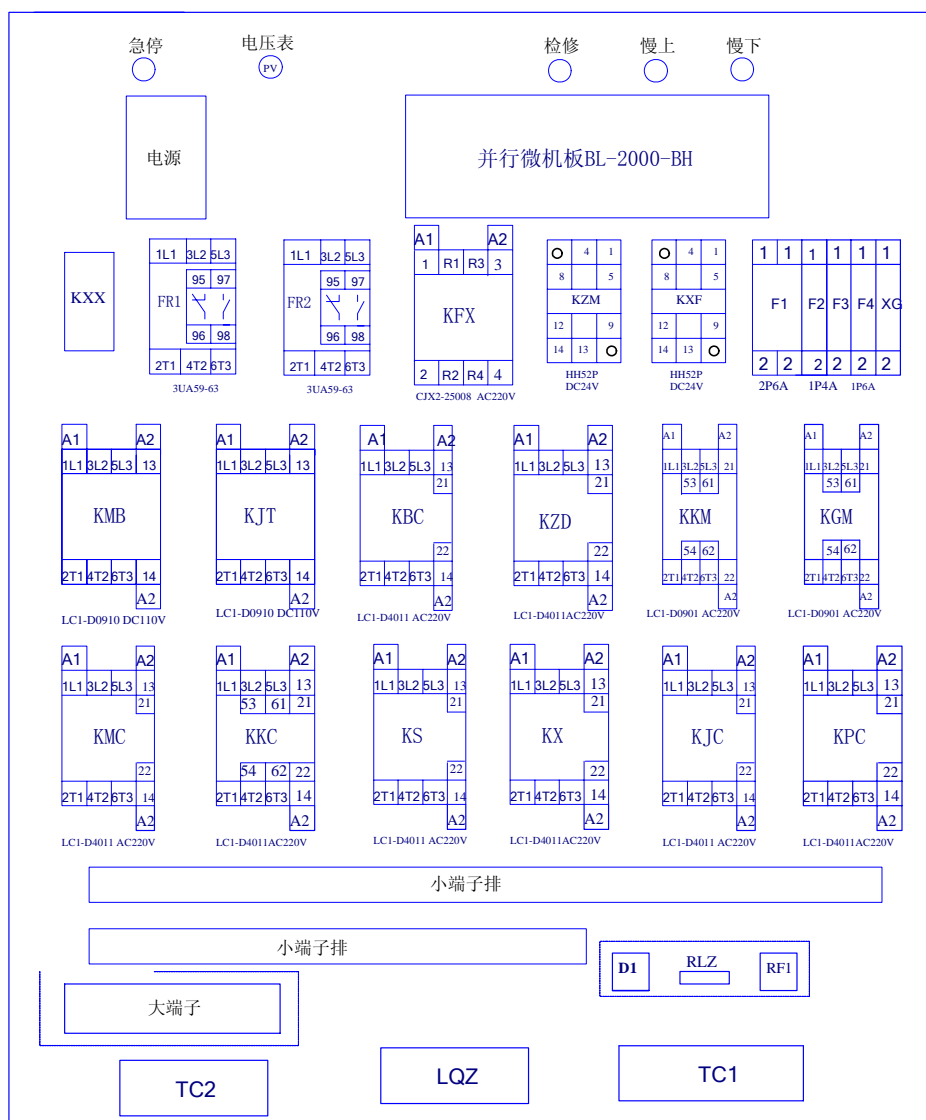 急停 电压表 检修 慢上 慢下
PV
电源 并行微机板BL-2000-BH
KXX
1L1 3L2 5L3
95 97
FR1
96 98
2T1 4T2 6T3
3UA59-63
1L1 3L2 5L3
95 97
FR2
96 98
2T1 4T2 6T3
3UA59-63
A1 A2
1 R1 R3 3
KFX
2 R2 R4 4
CJX2-25008 AC220V
4 1
8 5
KZM
12 9
14 13
HH52P
DC24V
4 1
8 5
KXF
12 9
14 13
HH52P
DC24V
1 1 1 1 1 1
F1 F2 F3 F4 XG
2 2 2 2 2 2
2P6A 1P4A 1P6A
A1 A2
1L1 3L2 5L3 13
KMB
2T1 4T2 6T3 14
A2
LC1-D0910 DC110V
A1 A2
1L1 3L2 5L3 13
KJT
2T1 4T2 6T3 14
A2
LC1-D0910 DC110V
A1 A2
1L1 3L2 5L3 13
21
KBC
22
2T1 4T2 6T3 14
A2
LC1-D4011 AC220V
A1 A2
1L1 3L2 5L3 13
21
KZD
22
2T1 4T2 6T3 14
A2
LC1-D4011AC220V
A1 A2
1L1 3L2 5L3 21
53 61
KKM
54 62
2T1 4T2 6T3 22
A2
LC1-D0901 AC220V
A1 A2
1L1 3L2 5L3 21
53 61
KGM
54 62
2T1 4T2 6T3 22
A2
LC1-D0901 AC220V
A1 A2
1L1 3L2 5L3 13
21
KMC
22
2T1 4T2 6T3 14
A2
LC1-D4011 AC220V
A1 A2
1L1 3L2 5L3 13
53 61 21
KKC
54 62 22
2T1 4T2 6T3 14
A2
LC1-D4011AC220V
A1 A2
1L1 3L2 5L3 13
21
KS
22
2T1 4T2 6T3 14
A2
LC1-D4011 AC220V
A1 A2
1L1 3L2 5L3 13
21
KX
22
2T1 4T2 6T3 14
A2
LC1-D4011AC220V
A1 A2
1L1 3L2 5L3 13
21
KJC
22
2T1 4T2 6T3 14
A2
LC1-D4011 AC220V
A1 A2
1L1 3L2 5L3 13
21
KPC
22
2T1 4T2 6T3 14
A2
LC1-D4011AC220V
小端子排
小端子排
D1 RLZ RF1
大端子
TC2 LQZ TC1